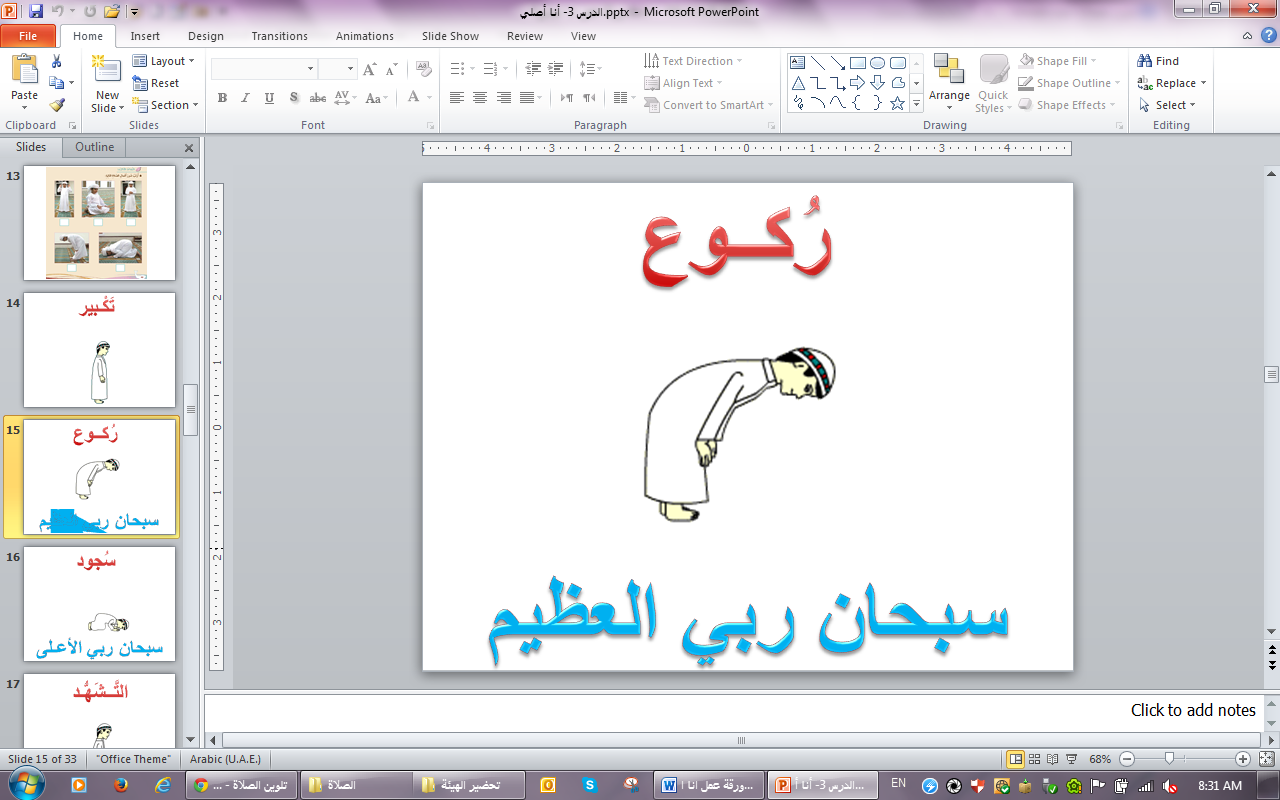 الدرس 3- أنا أصلي.pptx - Microsoft PowerPoint
File Home Insert Design Transitions Animations Slide Show Review View
Paste
Clipboard
New Slide
Layout
Reset
Section
Slides
Font
Text Direction
Align Text
Convert to SmartArt
Paragraph
Arrange
Quick Styles
Shape Fill
Shape Outline
Shape Effects
Drawing
Find
Replace
Select
Editing
Slides Outline
13
14
تَكْبير
15
رُكـوع
سبحان ربي
16
سُجود
سبحان ربي الأعلى
17
التَّـشَهُّـد
رُكـوع
سبحان ربي العظيم
Click to add notes
Slide 15 of 33 "Office Theme" Arabic (U.A.E.) 68%
تلوين الصلاة - ...
الصلاة
تحضير الهيئة
ورقة عمل انا أ...
الدرس 3- أنا أ...
EN
8:31 AM